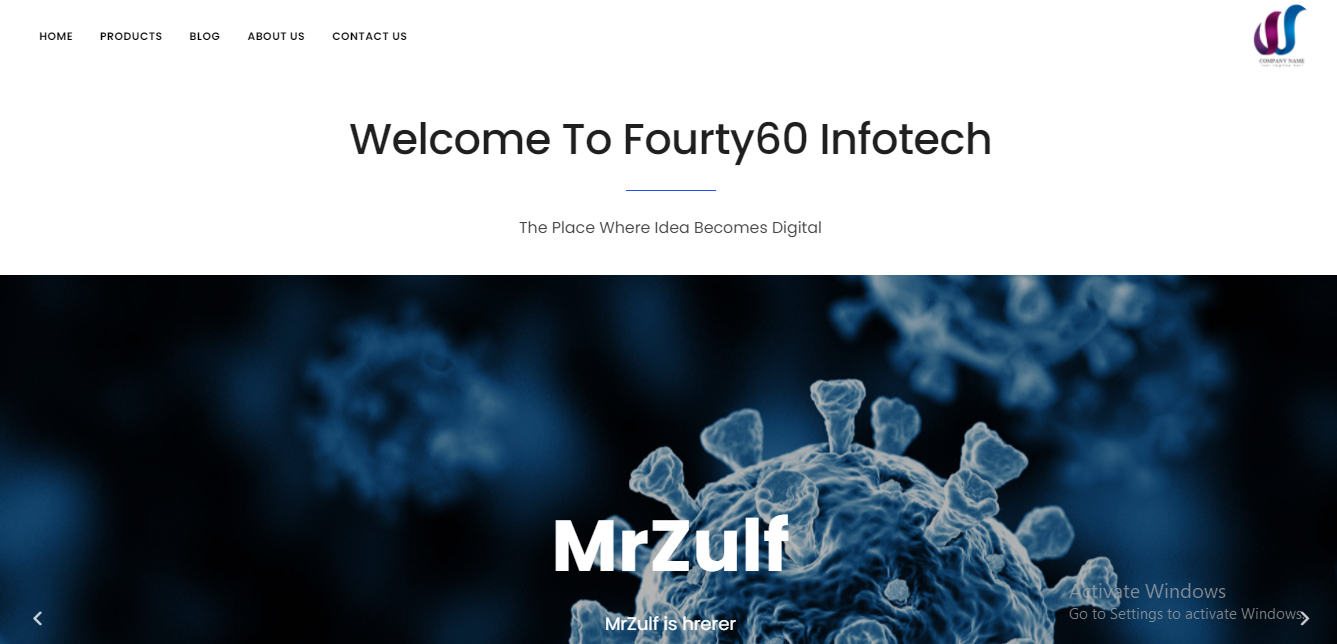 HOME PRODUCTS BLOG ABOUT US CONTACT US
COMPANY NAME
Welcome To Fourty60 Infotech
The Place Where Idea Becomes Digital
MrZulf
MrZulf is hrerer
Activate Windows
Go to Settings to activate Windows.